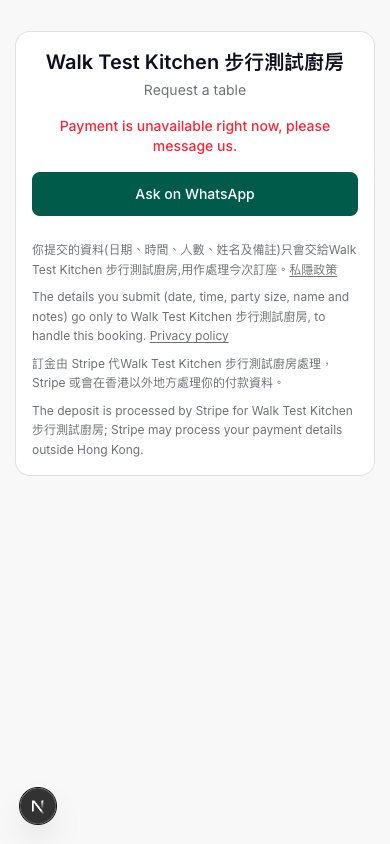 Walk Test Kitchen 步行測試廚房
Request a table
Payment is unavailable right now, please
message us.
Ask on WhatsApp
你提交的資料(日期、時間、人數、姓名及備註)只會交給Walk
Test Kitchen 步行測試廚房,用作處理今次訂座。私隱政策
The details you submit (date, time, party size, name and
notes) go only to Walk Test Kitchen 步行測試廚房, to
handle this booking. Privacy policy
訂金由 Stripe 代Walk Test Kitchen 步行測試廚房處理，
Stripe 或會在香港以外地方處理你的付款資料。
The deposit is processed by Stripe for Walk Test Kitchen
步行測試廚房; Stripe may process your payment details
outside Hong Kong.
N